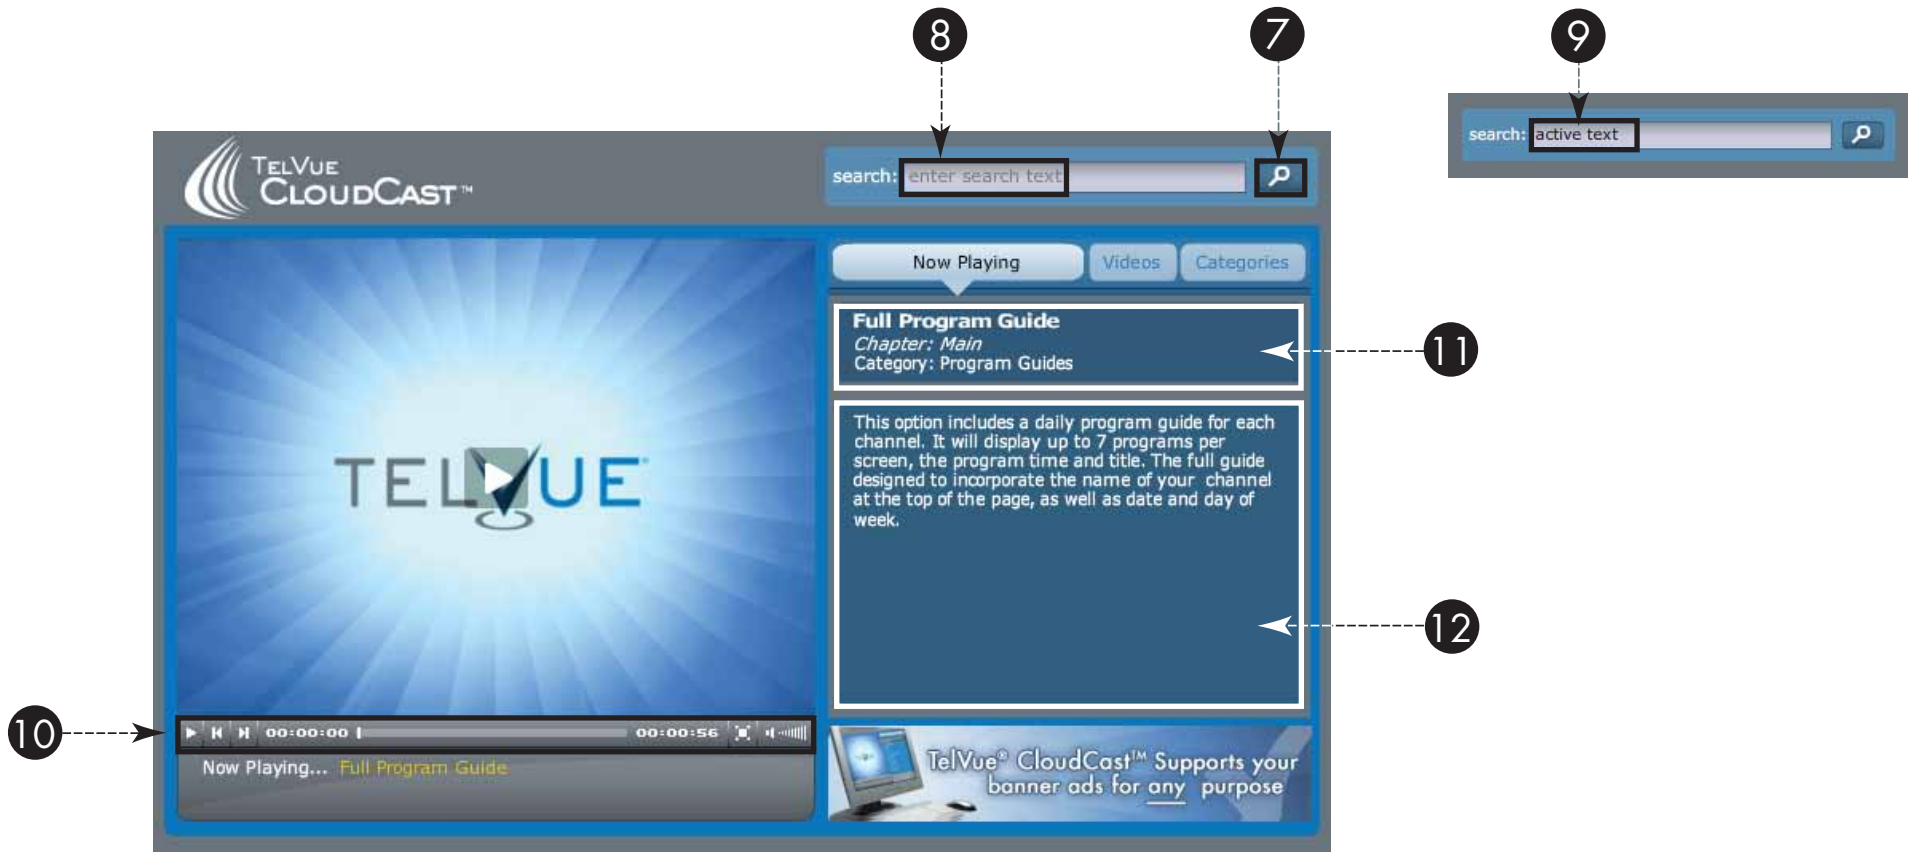 8
7
9
TELVUE
CLOUDCAST™
search: enter search text
search: active text
Now Playing
Videos
Categories
Full Program Guide
Chapter: Main
Category: Program Guides
11
This option includes a daily program guide for each
channel. It will display up to 7 programs per
screen, the program time and title. The full guide
designed to incorporate the name of your channel
at the top of the page, as well as date and day of
week.
TELVUE®
12
10
00:00:00
00:00:56
Now Playing... Full Program Guide
TelVue® CloudCast™ Supports your
banner ads for any purpose